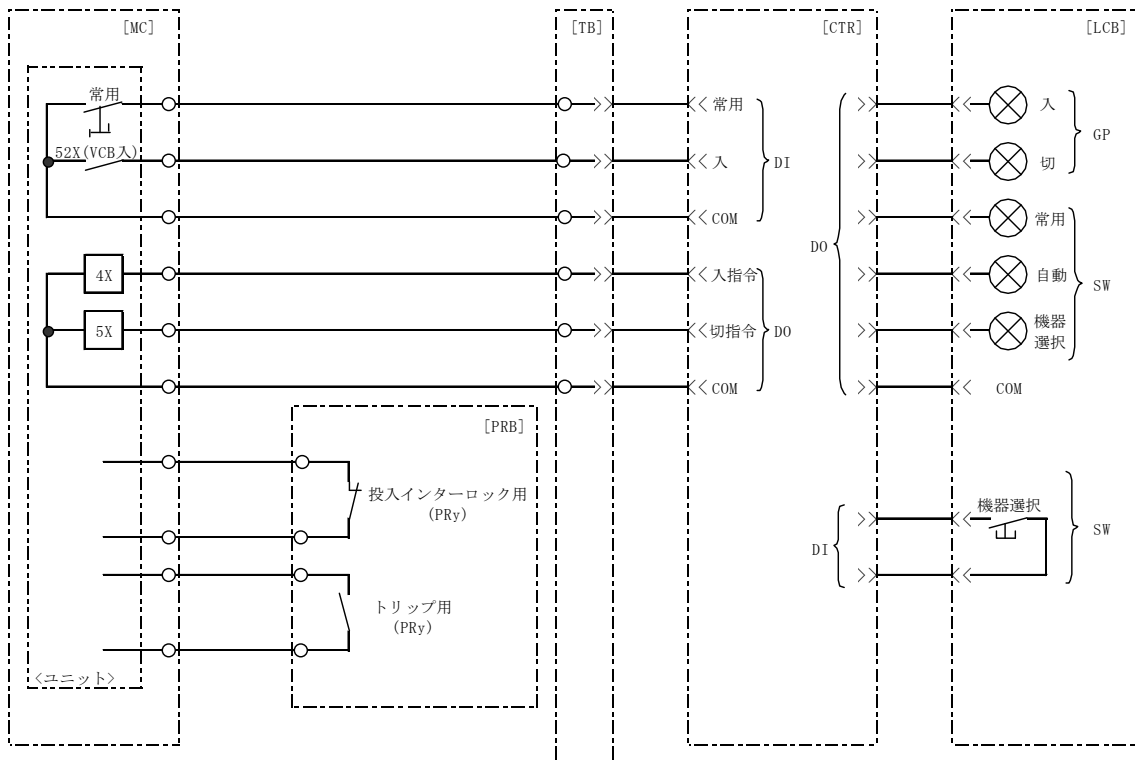 [MC]
[TB]
[CTR]
[LCB]
常用
52X(VCB入)
常用
入
COM
DI
入
切
GP
常用
自動
機器
選択
SW
COM
DO
4X
5X
入指令
切指令
COM
DO
[PRB]
投入インターロック用
(PRy)
トリップ用
(PRy)
<ユニット>
DI
機器選択
SW